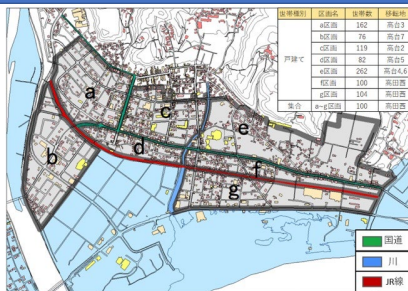 世帯種別 区画名 世帯数 移転地
戸建て a区画 162 高台3
b区画 76 高台7
c区画 119 高台2
d区画 82 高台5
e区画 262 高台4,6
f区画 100 高田西
g区画 104 高田西
集合 a~g区画 100 高田西
a
b
c
d
e
f
g
国道
川
JR線